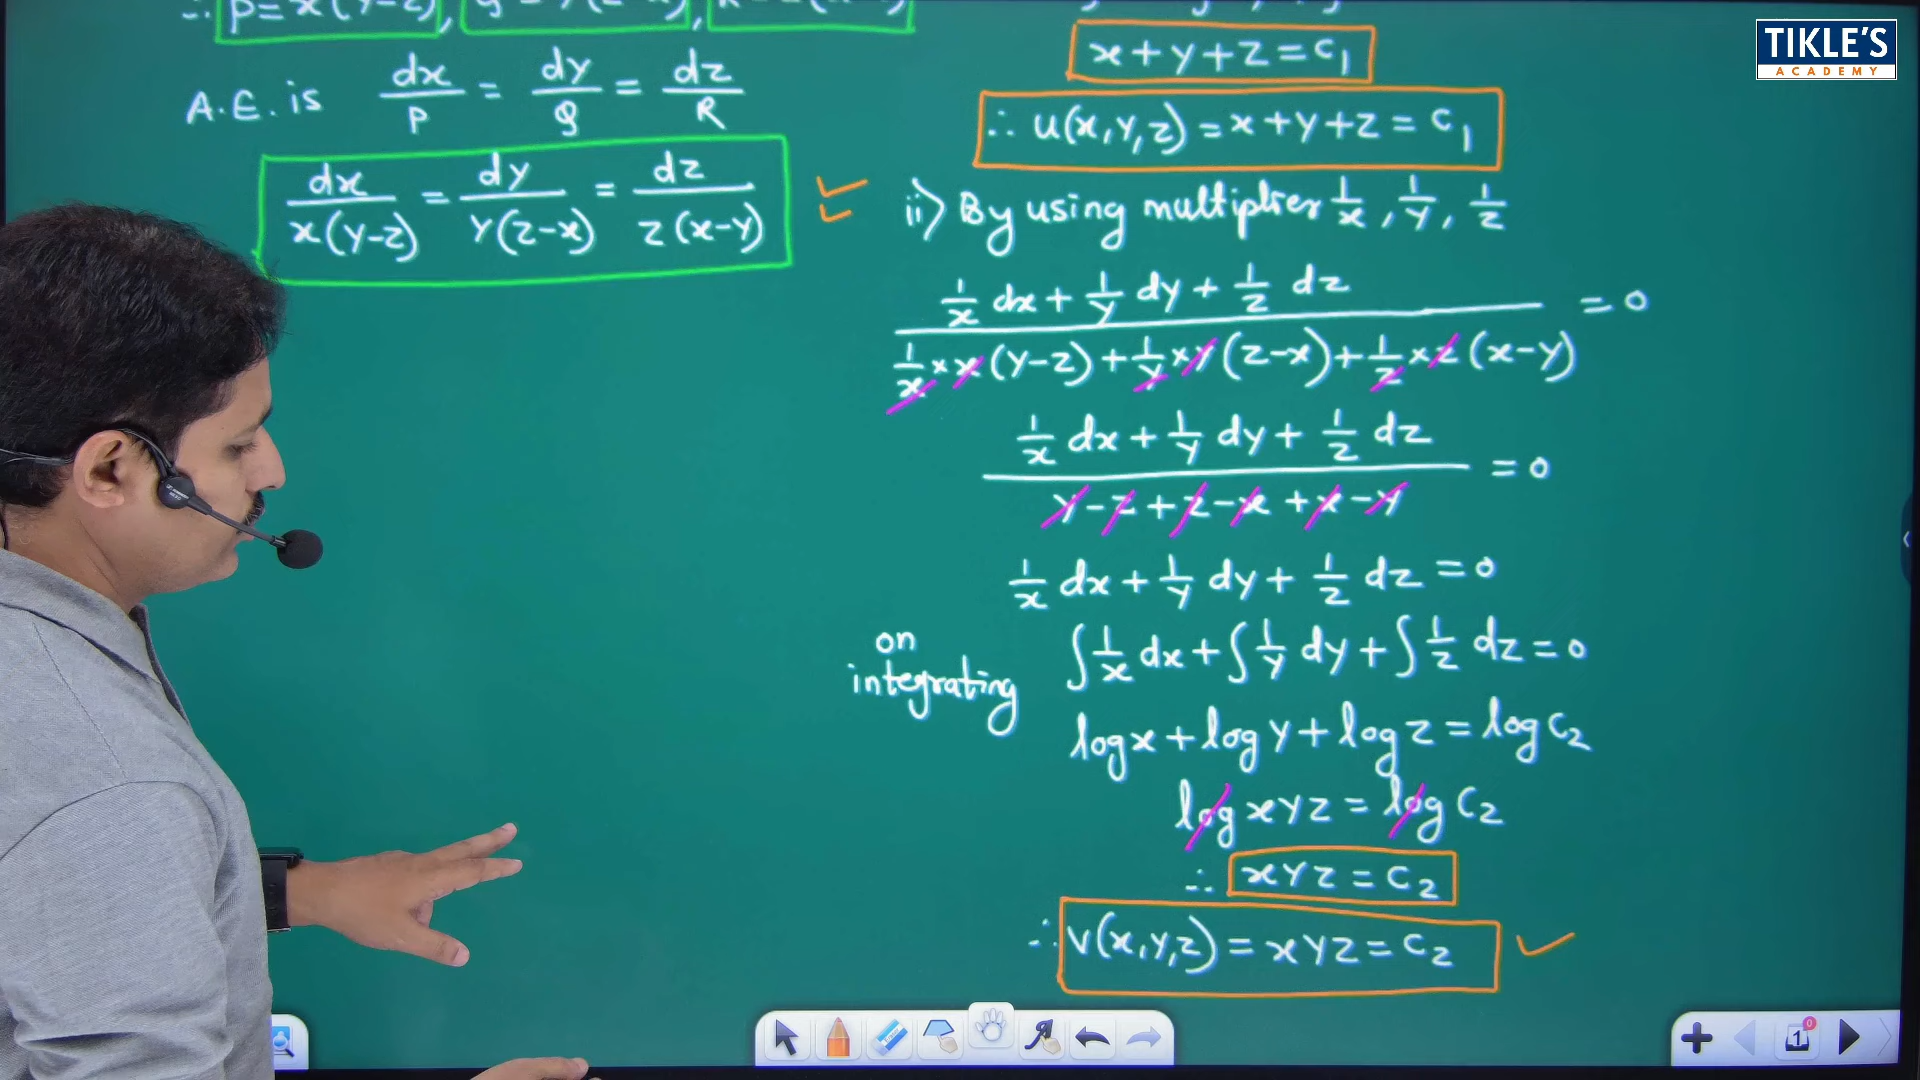 ∴ P = x(y-z),
x+y+z = c₁
A.E. is dx/P = dy/Q = dz/R
∴ u(x,y,z) = x+y+z = c₁
dx/x(y-z) = dy/y(z-x) = dz/z(x-y)
ii) By using multiplier 1/x, 1/y, 1/z
(1/x dx + 1/y dy + 1/z dz) / (1/x × x(y-z) + 1/y × y(z-x) + 1/z × z(x-y)) = 0
(1/x dx + 1/y dy + 1/z dz) / (y-z+z-x+x-y) = 0
1/x dx + 1/y dy + 1/z dz = 0
on integrating ∫1/x dx + ∫1/y dy + ∫1/z dz = 0
log x + log y + log z = log c₂
log xyz = log c₂
∴ xyz = c₂
∴ v(x,y,z) = xyz = c₂
TIKLE'S
ACADEMY
1
0